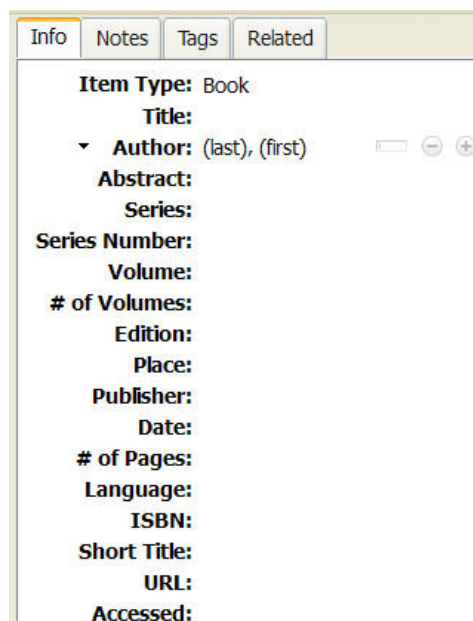 Info Notes Tags Related
Item Type: Book
Title:
Author: (last), (first)
Abstract:
Series:
Series Number:
Volume:
# of Volumes:
Edition:
Place:
Publisher:
Date:
# of Pages:
Language:
ISBN:
Short Title:
URL:
Accessed: